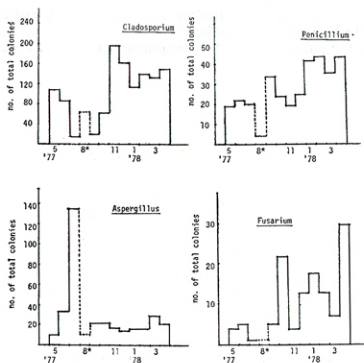 Cladosporium
no. of total colonies
240
200
160
120
80
40
5 8* 11 1 3
'77 '78
Penicillium
no. of total colonies
50
40
30
20
10
5 8* 11 1 3
'77 '78
Aspergillus
no. of total colonies
140
120
100
80
60
40
20
5 8* 11 1 3
'77 '78
Fusarium
no. of total colonies
30
20
10
5 8* 11 1 3
'77 '78